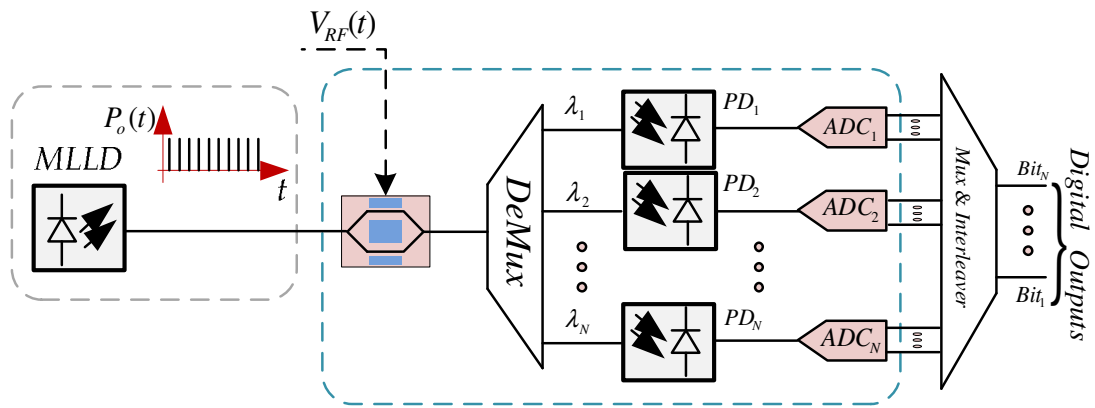 V_RF(t)
P_o(t)
MLLD
t
DeMux
λ_1
PD_1
ADC_1
λ_2
PD_2
ADC_2
λ_N
PD_N
ADC_N
Mux & Interleaver
Bit_N
Bit_1
Digital Outputs